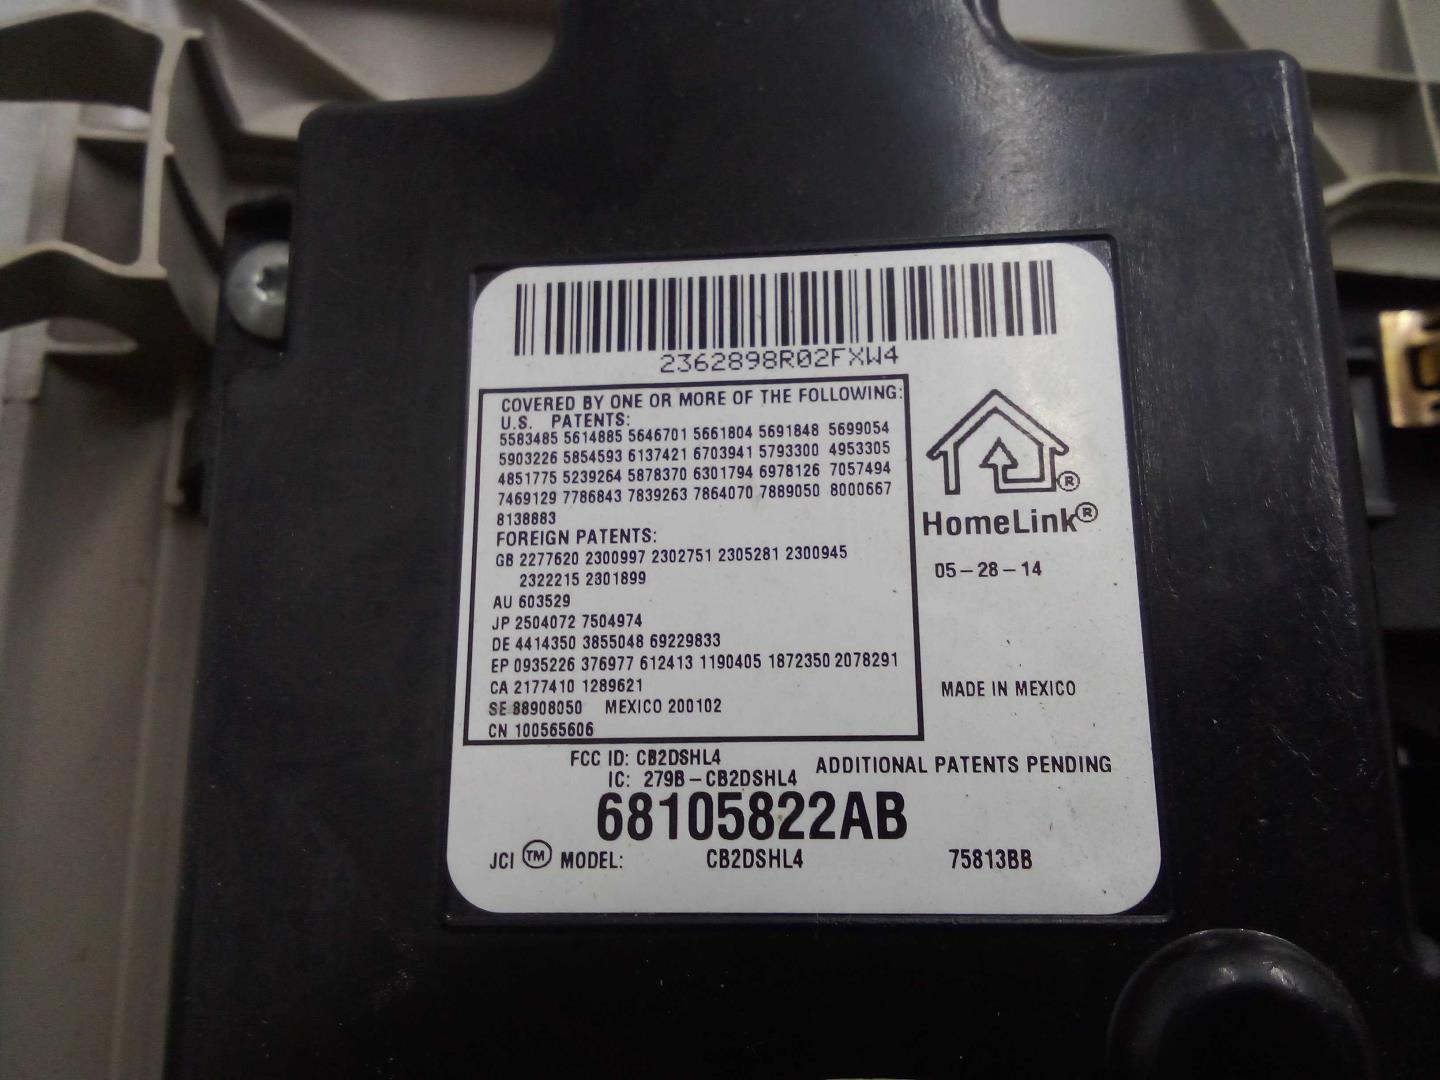 2362898R02FXW4
COVERED BY ONE OR MORE OF THE FOLLOWING:
U.S. PATENTS:
5583485 5614885 5646701 5661804 5691848 5699054
5903226 5854593 6137421 6703941 5793300 4953305
4851775 5239264 5878370 6301794 6978126 7057494
7469129 7786843 7839263 7864070 7889050 8000667
8138883
FOREIGN PATENTS:
GB 2277620 2300997 2302751 2305281 2300945
2322215 2301899
AU 603529
JP 2504072 7504974
DE 4414350 3855048 69229833
EP 0935226 376977 612413 1190405 1872350 2078291
CA 2177410 1289621
SE 88908050 MEXICO 200102
CN 100565606
®
HomeLink®
05-28-14
MADE IN MEXICO
FCC ID: CB2DSHL4
IC: 279B-CB2DSHL4
ADDITIONAL PATENTS PENDING
68105822AB
JCI ™ MODEL: CB2DSHL4 75813BB